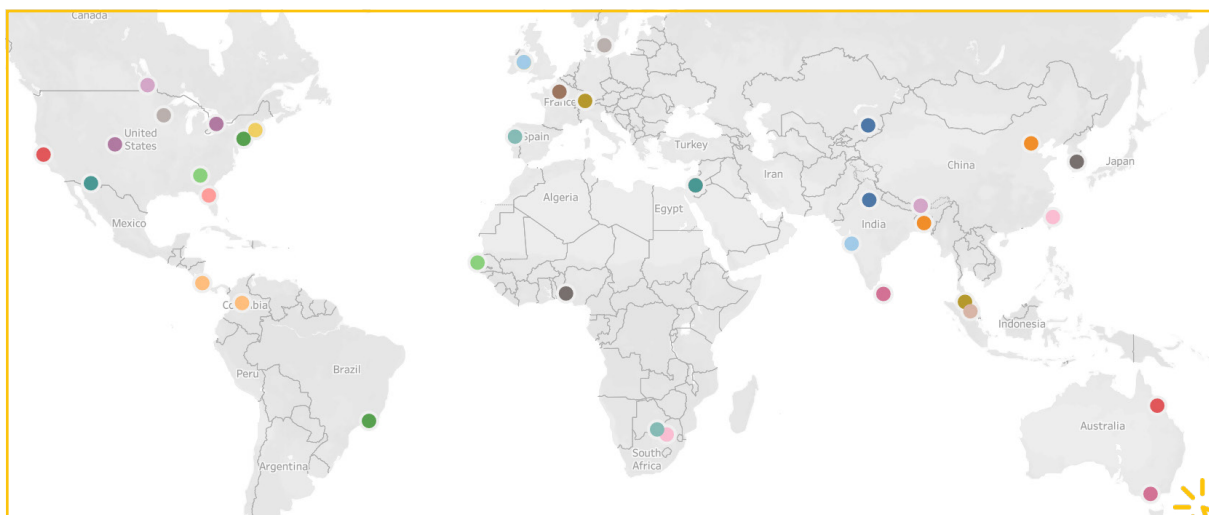 Canada
United
States
Mexico
Colombia
Peru
Brazil
Argentina
France
Spain
Turkey
Algeria
Egypt
Iran
South
Africa
China
Japan
India
Indonesia
Australia